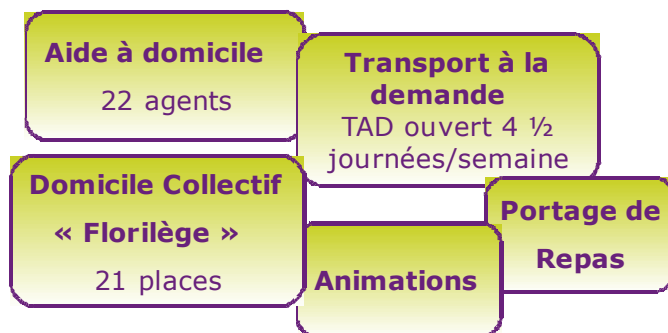 Aide à domicile
22 agents
Transport à la
demande
TAD ouvert 4 ½
journées/semaine
Domicile Collectif
« Florilège »
21 places
Portage de
Repas
Animations